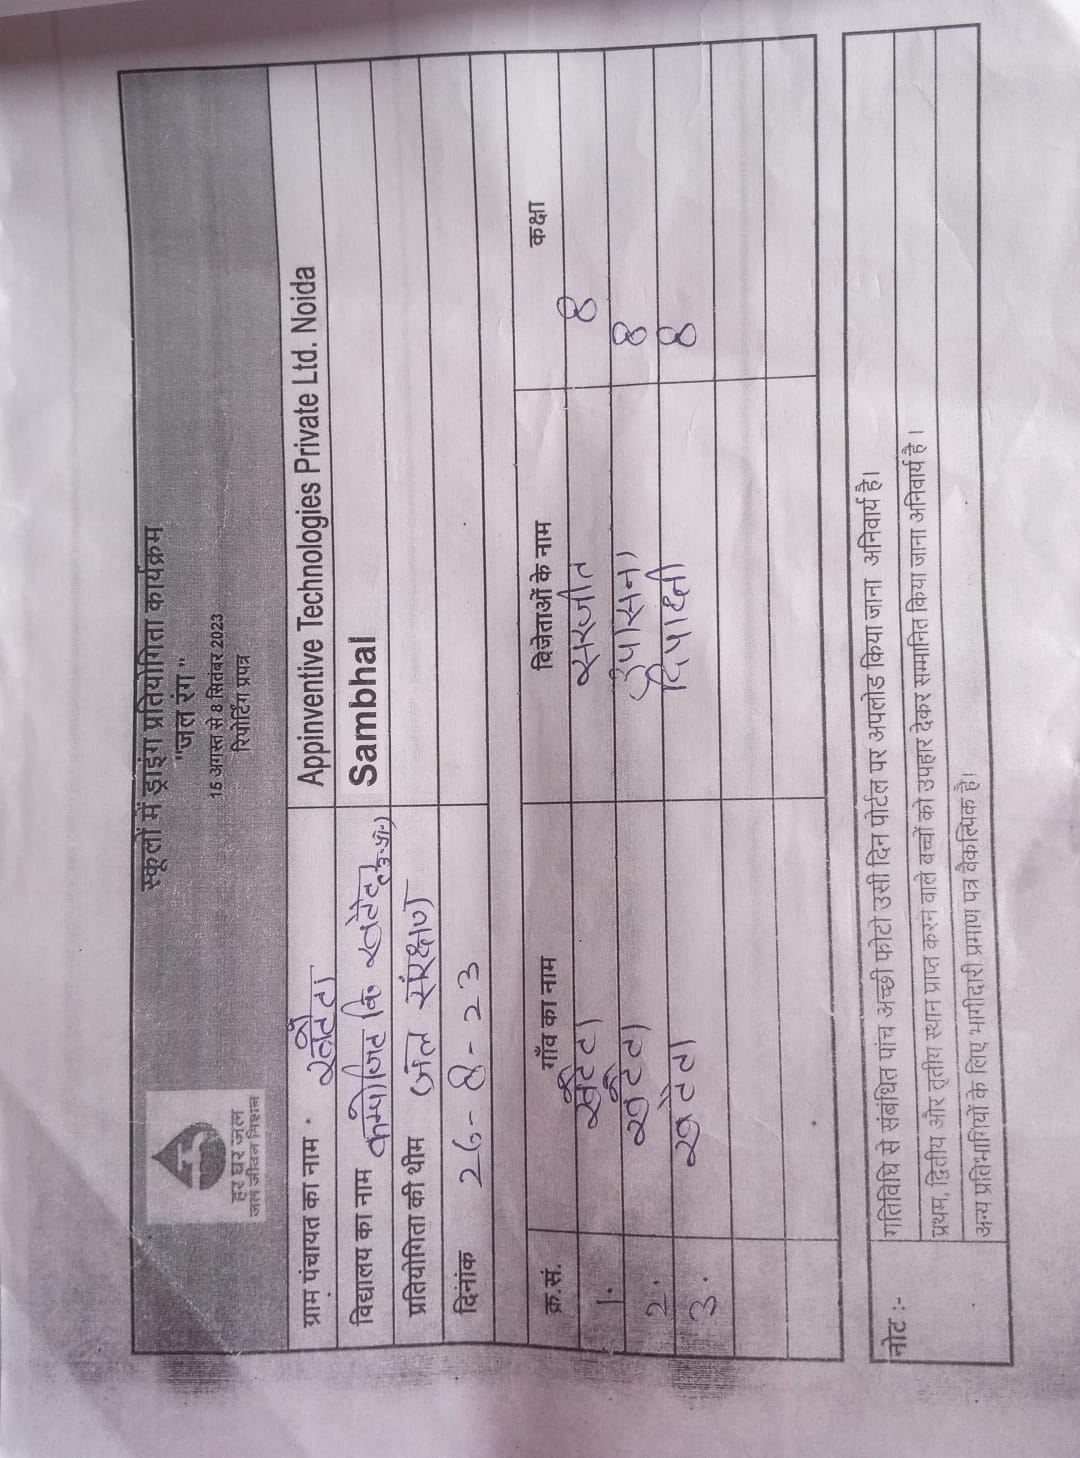 स्कूलों में ड्राइंग प्रतियोगिता कार्यक्रम
"जल रंग"
16 अगस्त से 8 सितंबर 2023
रिपोर्टिंग प्रपत्र
हर घर जल
जल जीवन मिशन
ग्राम पंचायत का नाम Appinventive Technologies Private Ltd. Noida
विद्यालय का नाम कम्पोजिट वि Sambhal
प्रतियोगिता की थीम जल संरक्षण
दिनांक 26-8-23
क्र.सं. गाँव का नाम विजेताओं के नाम कक्षा
1. सरजीत 8
2. उपासना 8
3. दिपाक्षी 8
नोट :- गतिविधि से संबंधित पांच अच्छी फोटो उसी दिन पोर्टल पर अपलोड किया जाना अनिवार्य है।
प्रथम, द्वितीय और तृतीय स्थान प्राप्त करने वाले बच्चों को उपहार देकर सम्मानित किया जाना अनिवार्य है।
अन्य प्रतिभागियों के लिए भागीदारी प्रमाण पत्र वैकल्पिक है।